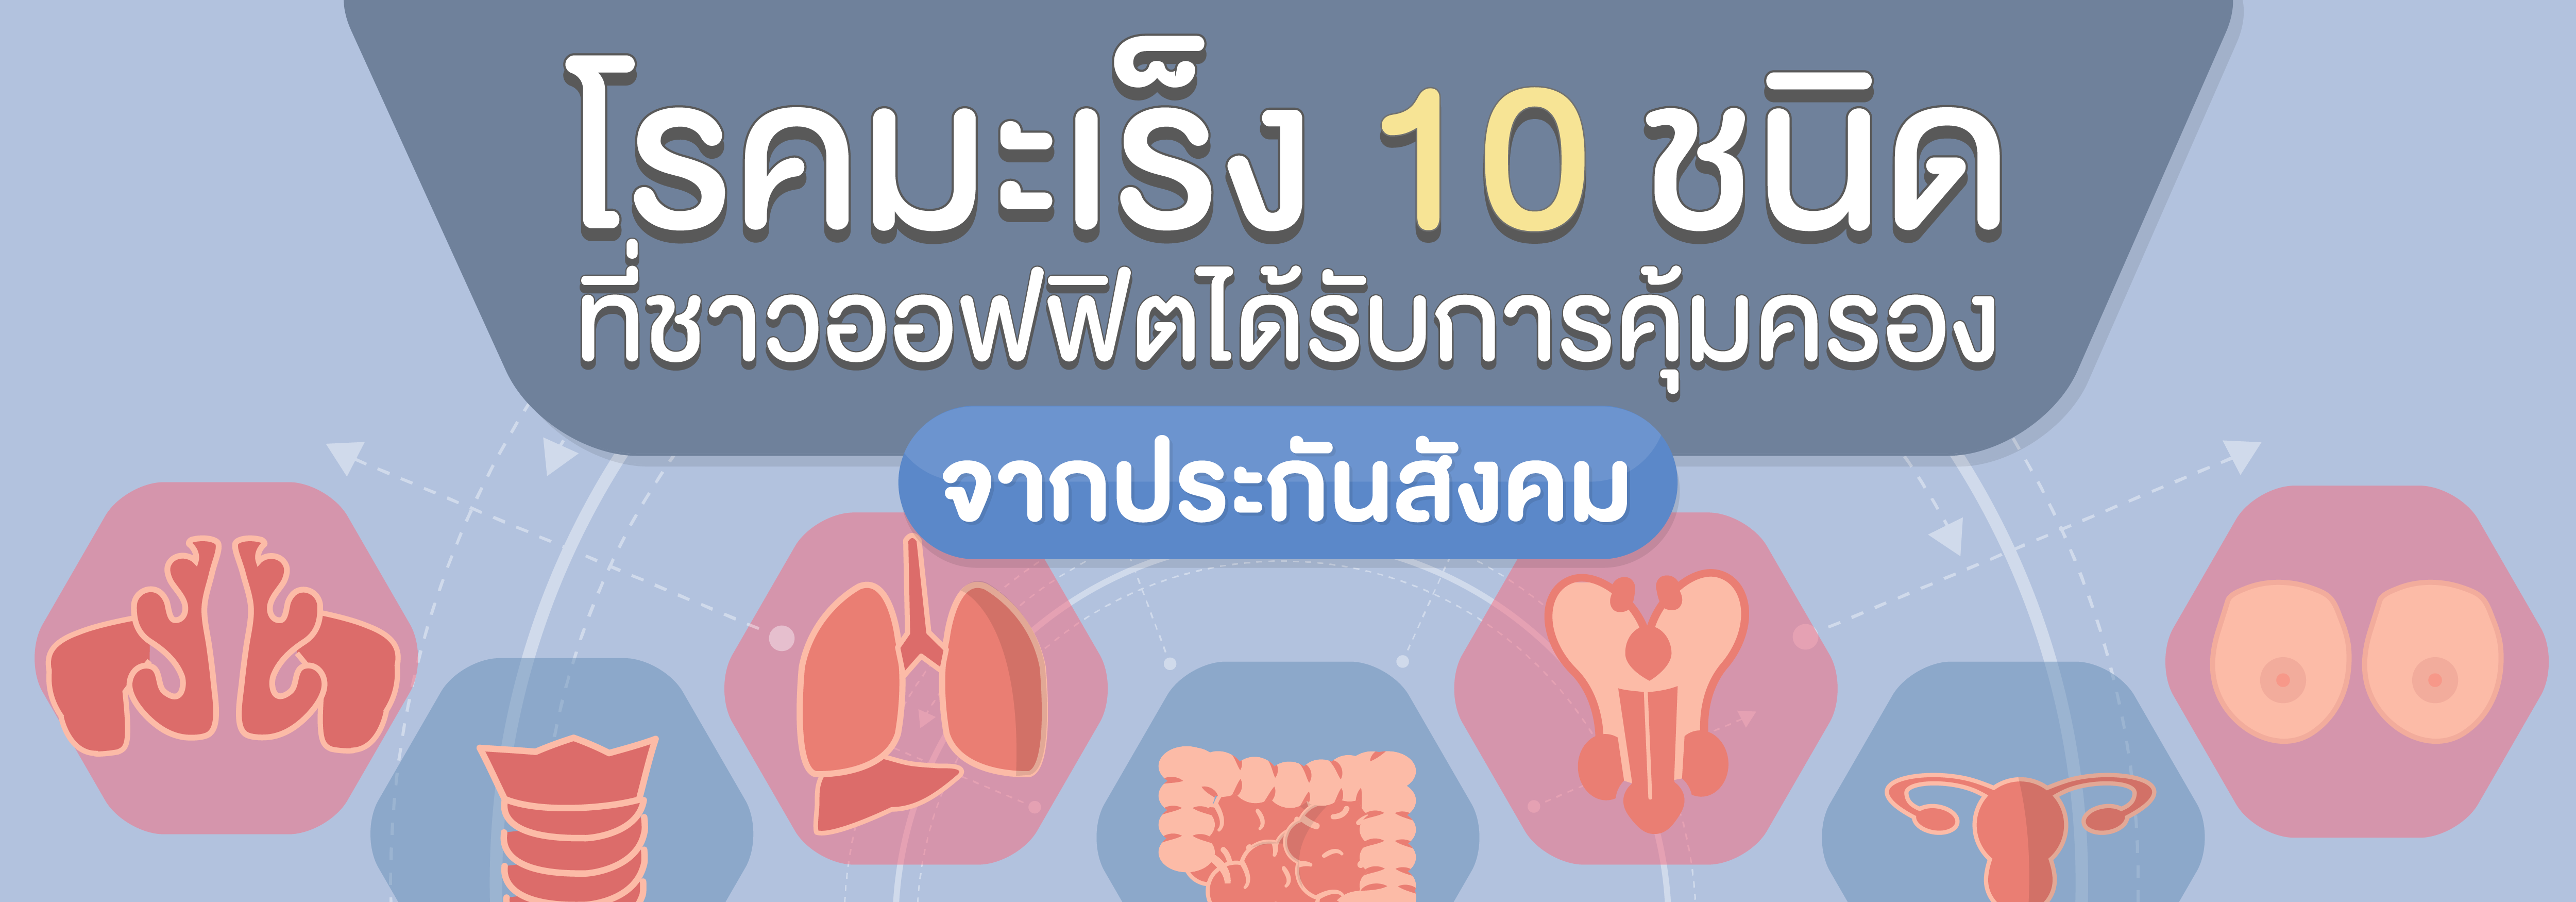 โรคมะเร็ง 10 ชนิด
ที่ชาวออฟฟิตได้รับการคุ้มครอง
จากประกันสังคม